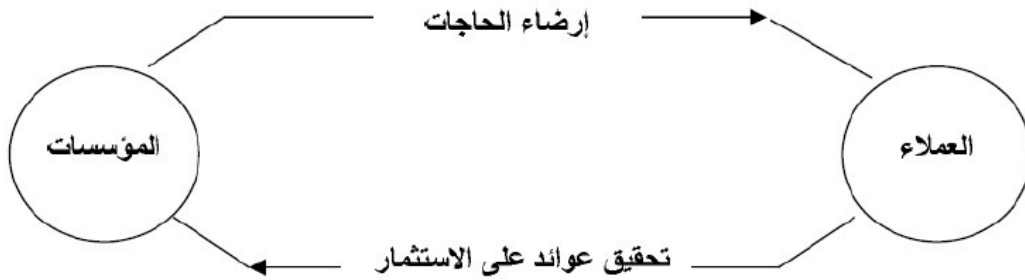 إرضاء الحاجات
العملاء
المؤسسات
تحقيق عوائد على الاستثمار